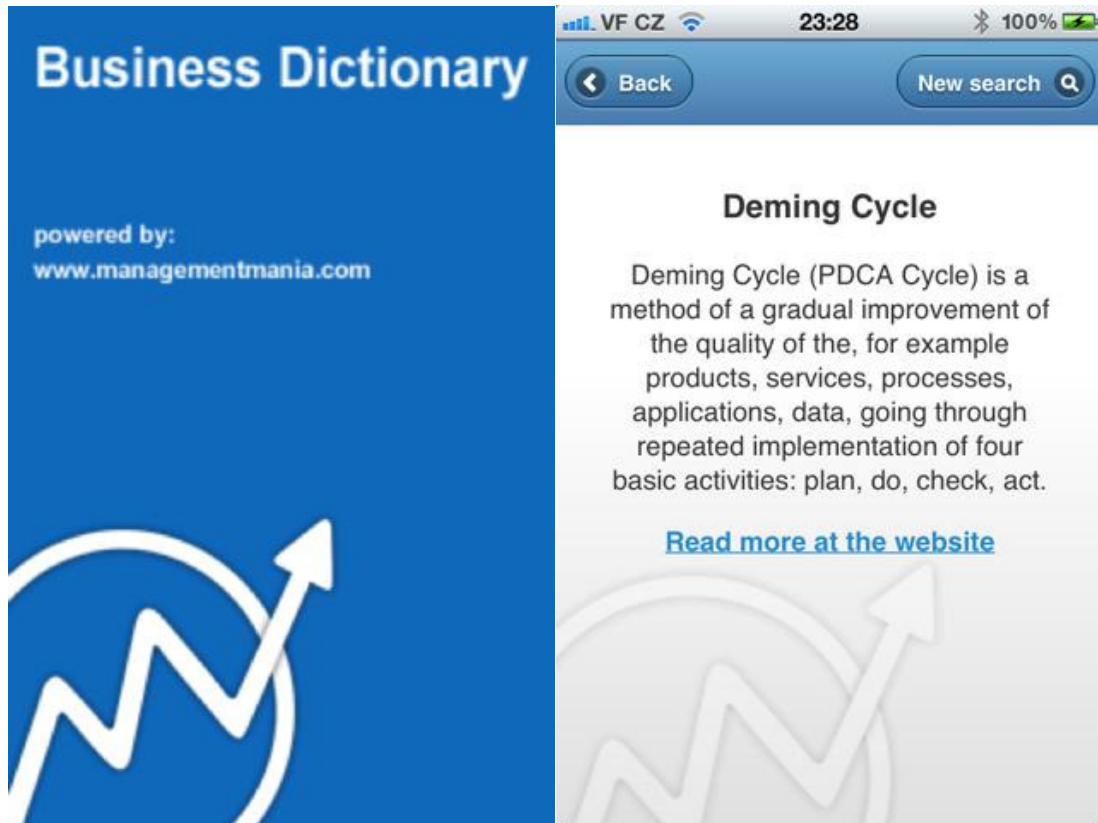 Business Dictionary
powered by:
www.managementmania.com
VF CZ 23:28 100%
Back New search
Deming Cycle
Deming Cycle (PDCA Cycle) is a
method of a gradual improvement of
the quality of the, for example
products, services, processes,
applications, data, going through
repeated implementation of four
basic activities: plan, do, check, act.
Read more at the website